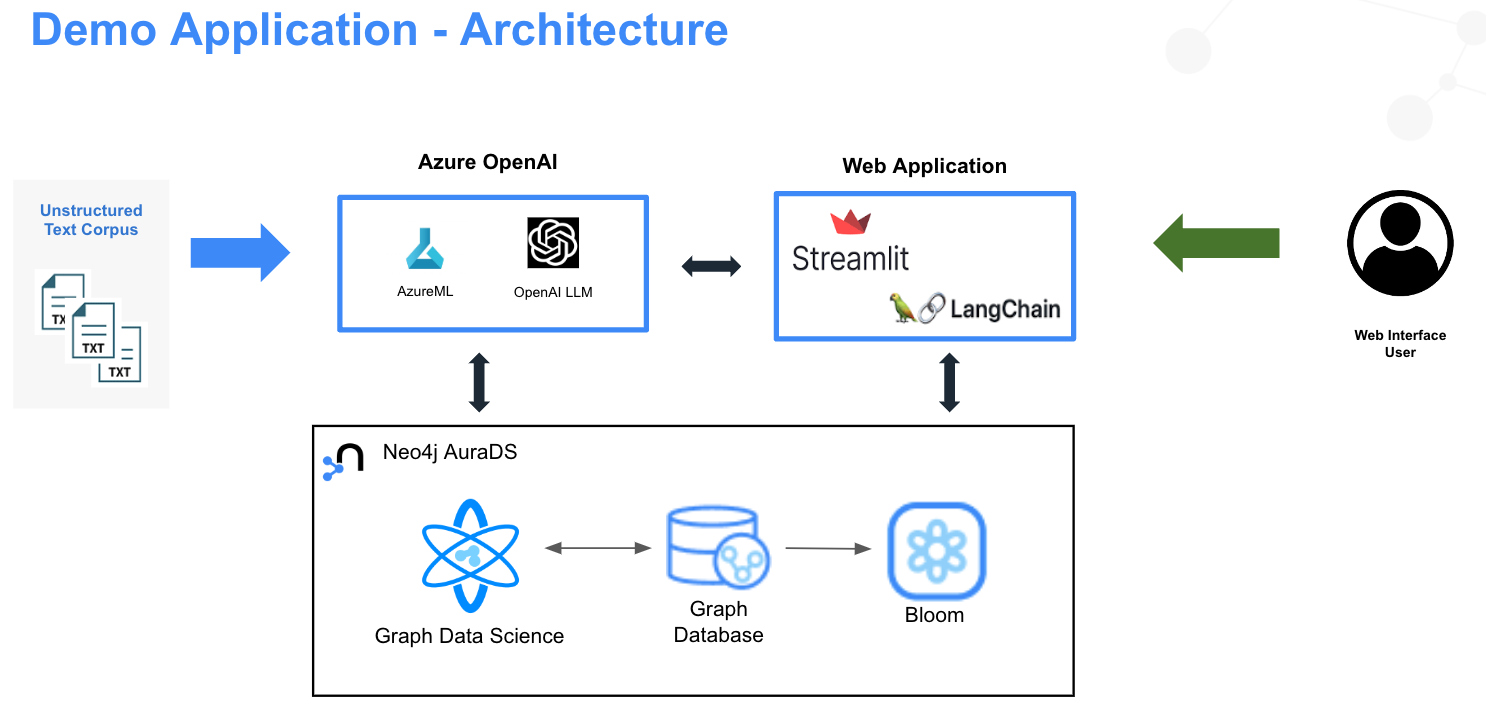 Demo Application - Architecture
Azure OpenAI
Web Application
Unstructured
Text Corpus
TX
TXT
TXT
AzureML
OpenAI LLM
Streamlit
LangChain
Web Interface
User
Neo4j AuraDS
Graph Data Science
Graph
Database
Bloom